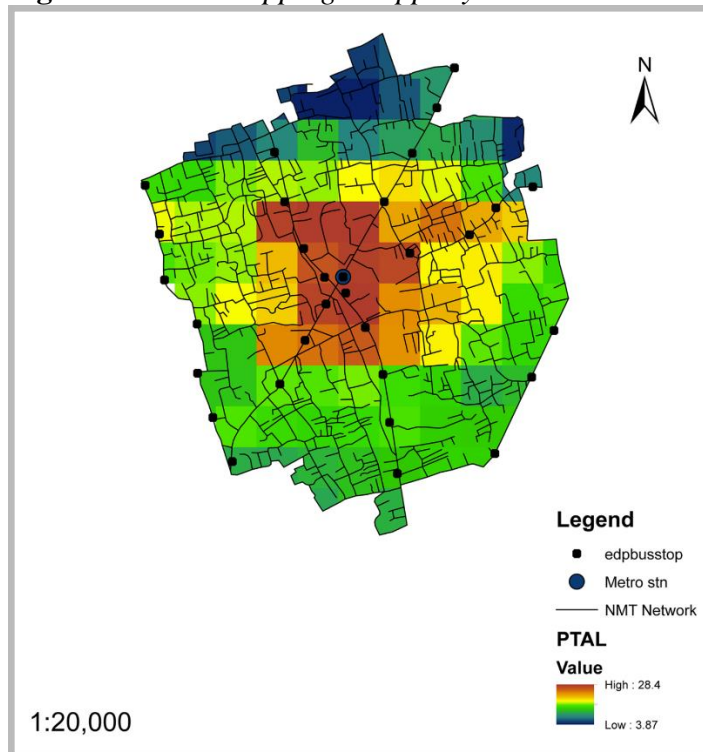 N
Legend
edpbusstop
Metro stn
NMT Network
PTAL
Value
High : 28.4
Low : 3.87
1:20,000